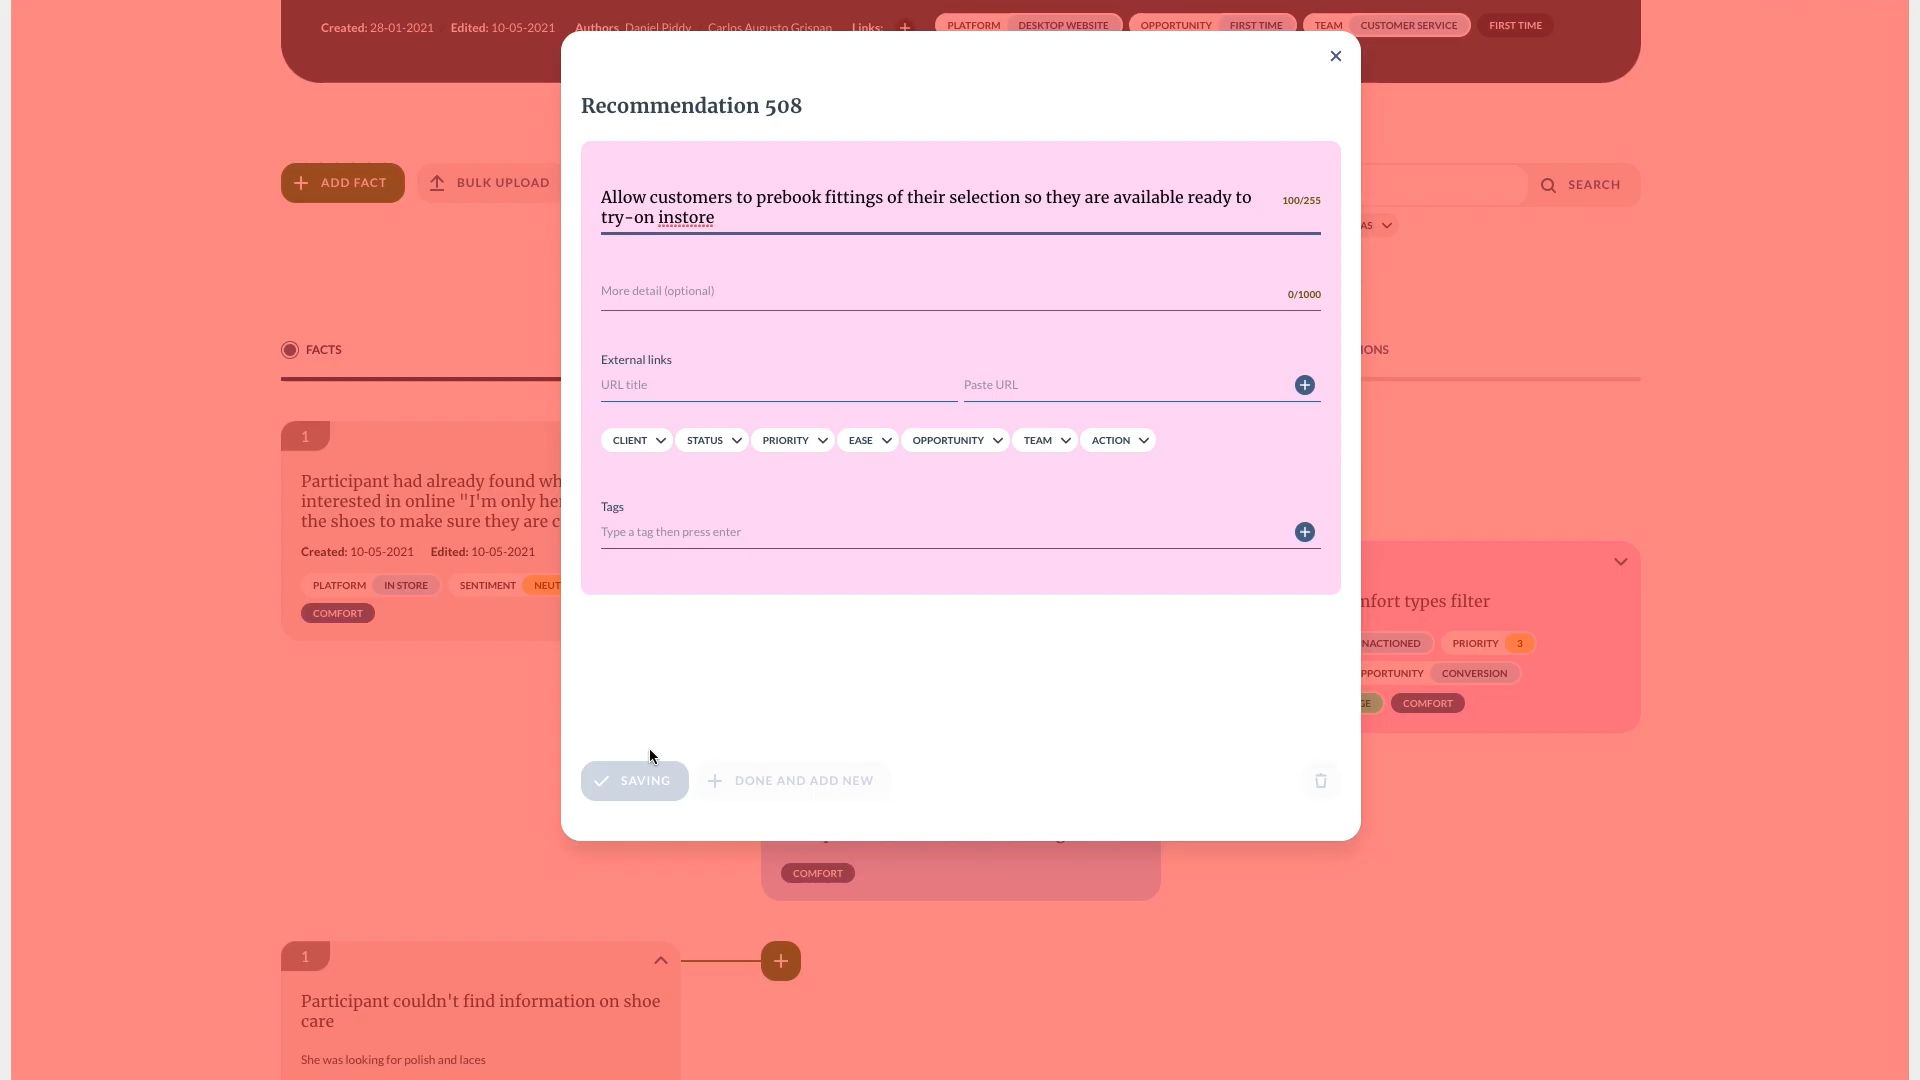 Created: 28-01-2021 Edited: 10-05-2021 Authors Daniel Piddy Carlos Augusto Grispan Links: PLATFORM DESKTOP WEBSITE OPPORTUNITY FIRST TIME TEAM CUSTOMER SERVICE FIRST TIME
Recommendation 508
ADD FACT BULK UPLOAD SEARCH
Allow customers to prebook fittings of their selection so they are available ready to 100/255
try-on instore
More detail (optional) 0/1000
FACTS
External links
URL title Paste URL
CLIENT STATUS PRIORITY EASE OPPORTUNITY TEAM ACTION
1
Participant had already found
interested in online "I'm only
the shoes to make sure they are
Tags
Type a tag then press enter
Created: 10-05-2021 Edited: 10-05-2021
PLATFORM IN STORE SENTIMENT
COMFORT
types filter
PRIORITY 3
CONVERSION
COMFORT
SAVING DONE AND ADD NEW
COMFORT
1
Participant couldn't find information on shoe
care
She was looking for polish and laces